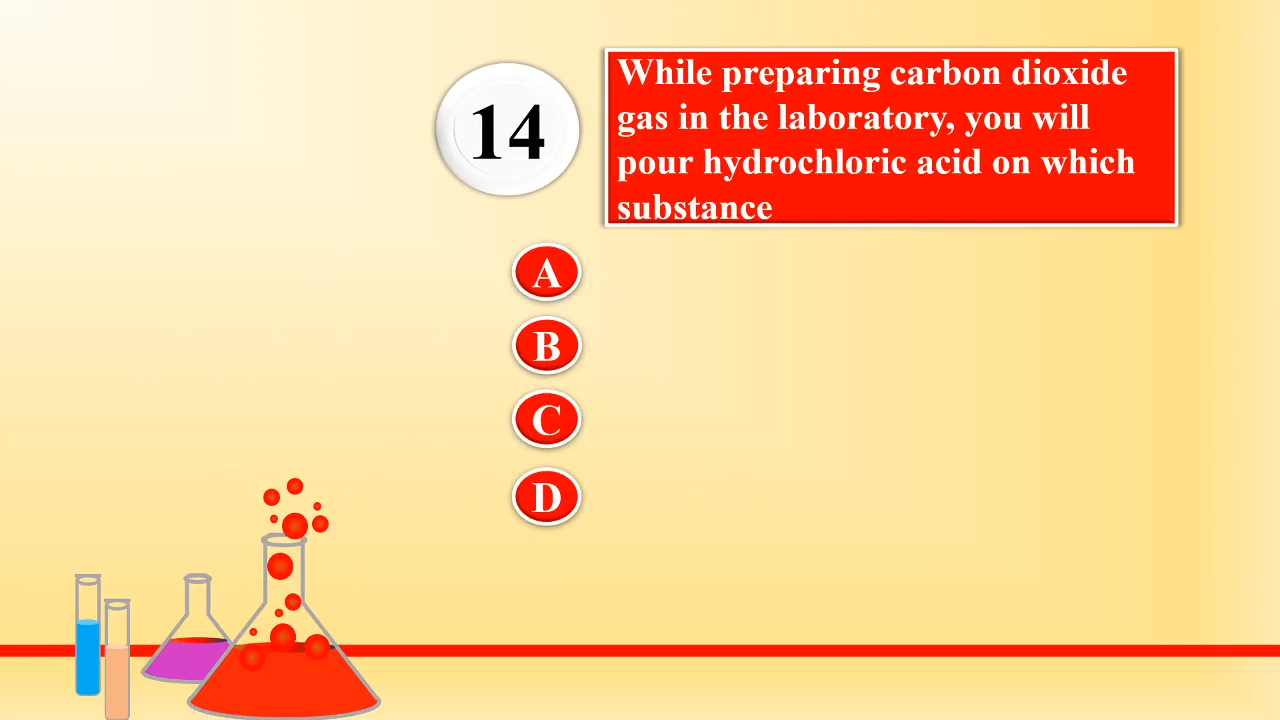 14
While preparing carbon dioxide
gas in the laboratory, you will
pour hydrochloric acid on which
substance
A
B
C
D